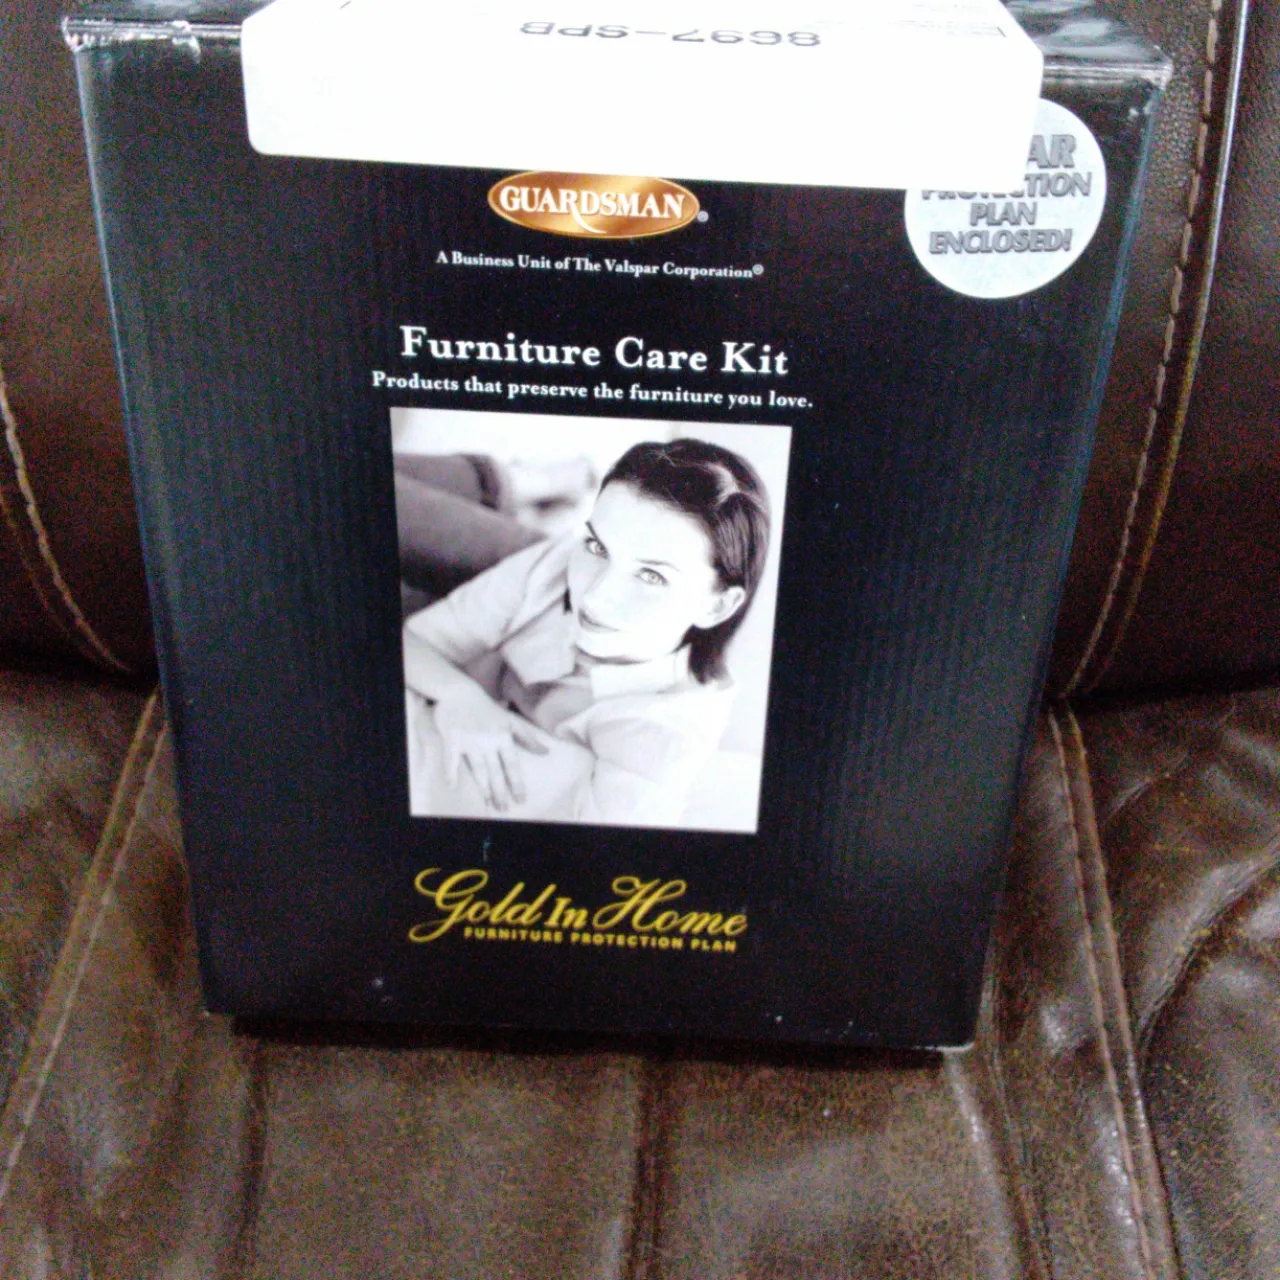 8697-SPB
GUARDSMAN®
A Business Unit of The Valspar Corporation®
PLAN
ENCLOSED!
Furniture Care Kit
Products that preserve the furniture you love.
Gold In Home
FURNITURE PROTECTION PLAN